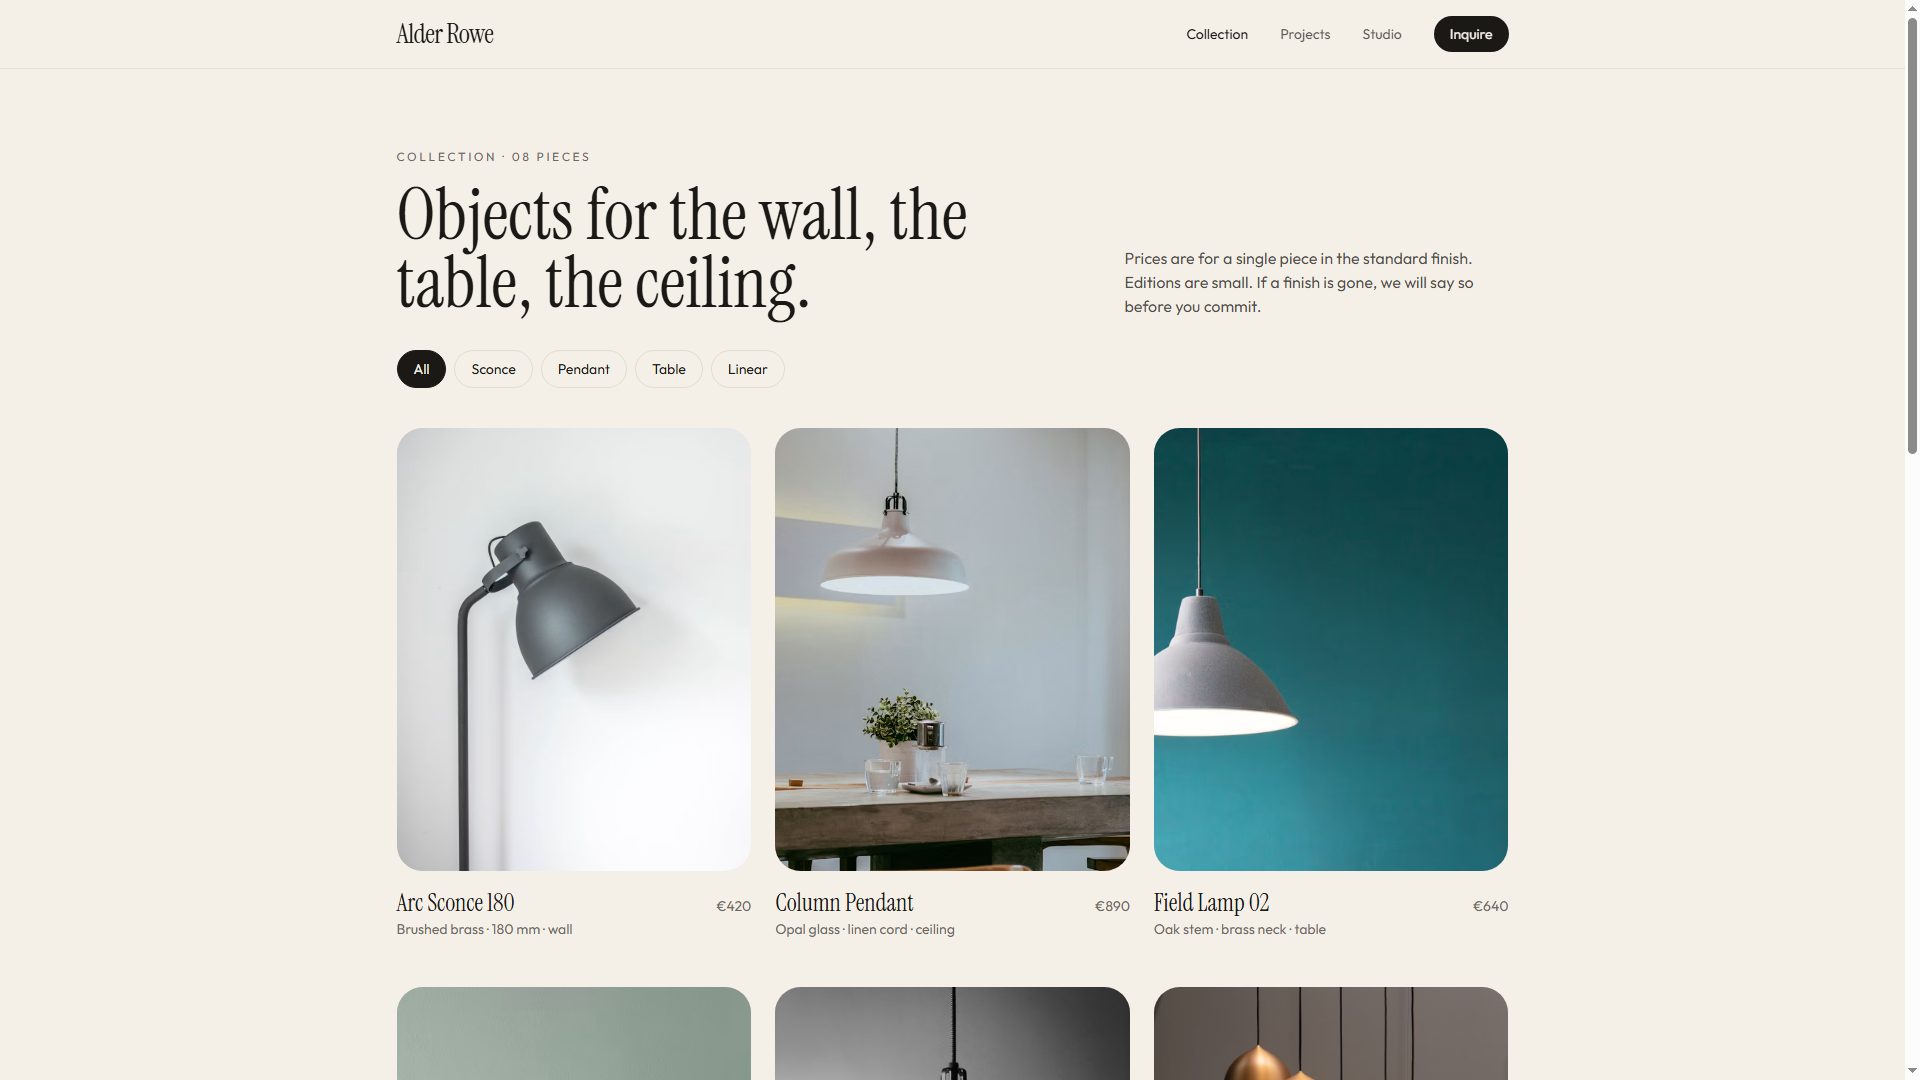 Alder Rowe
Collection
Projects
Studio
Inquire
COLLECTION · 08 PIECES
Objects for the wall, the
table, the ceiling.
Prices are for a single piece in the standard finish.
Editions are small. If a finish is gone, we will say so
before you commit.
All
Sconce
Pendant
Table
Linear
Arc Sconce 180
€420
Brushed brass · 180 mm · wall
Column Pendant
€890
Opal glass · linen cord · ceiling
Field Lamp 02
€640
Oak stem · brass neck · table